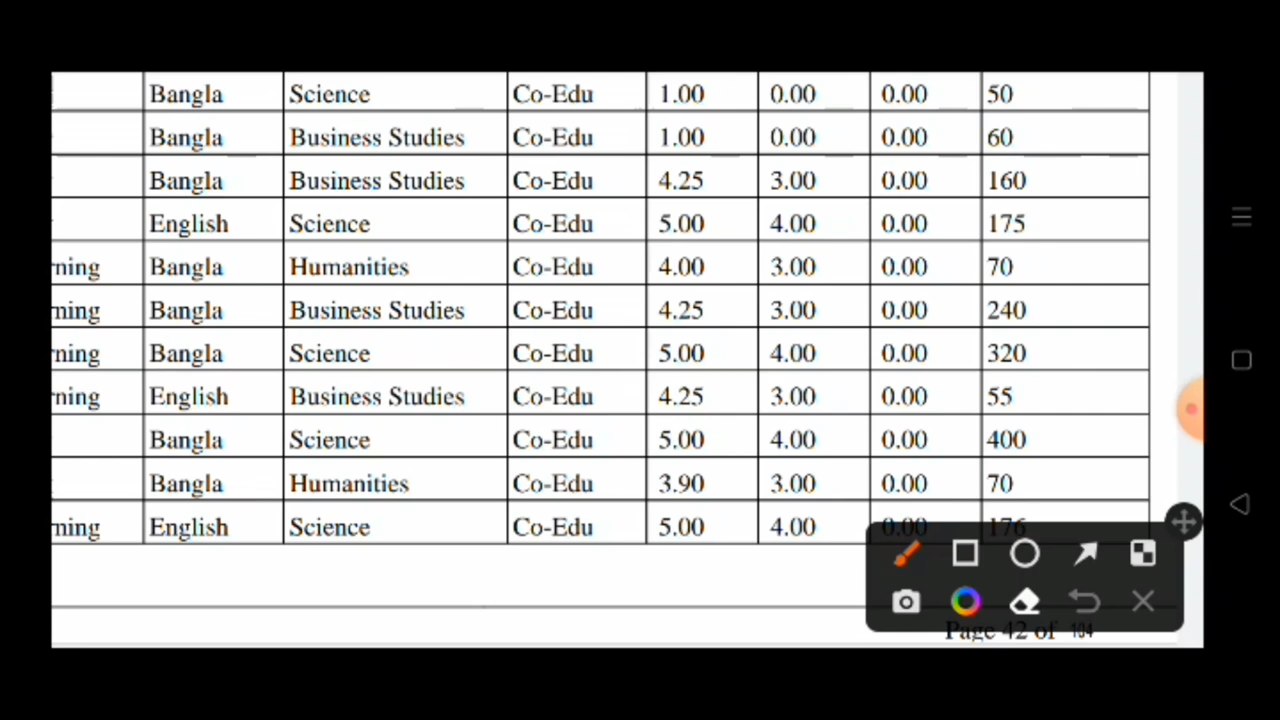 Bangla Science Co-Edu 1.00 0.00 0.00 50
Bangla Business Studies Co-Edu 1.00 0.00 0.00 60
Bangla Business Studies Co-Edu 4.25 3.00 0.00 160
English Science Co-Edu 5.00 4.00 0.00 175
rning Bangla Humanities Co-Edu 4.00 3.00 0.00 70
rning Bangla Business Studies Co-Edu 4.25 3.00 0.00 240
rning Bangla Science Co-Edu 5.00 4.00 0.00 320
rning English Business Studies Co-Edu 4.25 3.00 0.00 55
Bangla Science Co-Edu 5.00 4.00 0.00 400
Bangla Humanities Co-Edu 3.90 3.00 0.00 70
rning English Science Co-Edu 5.00 4.00 0.00 176
Page 42 of 104